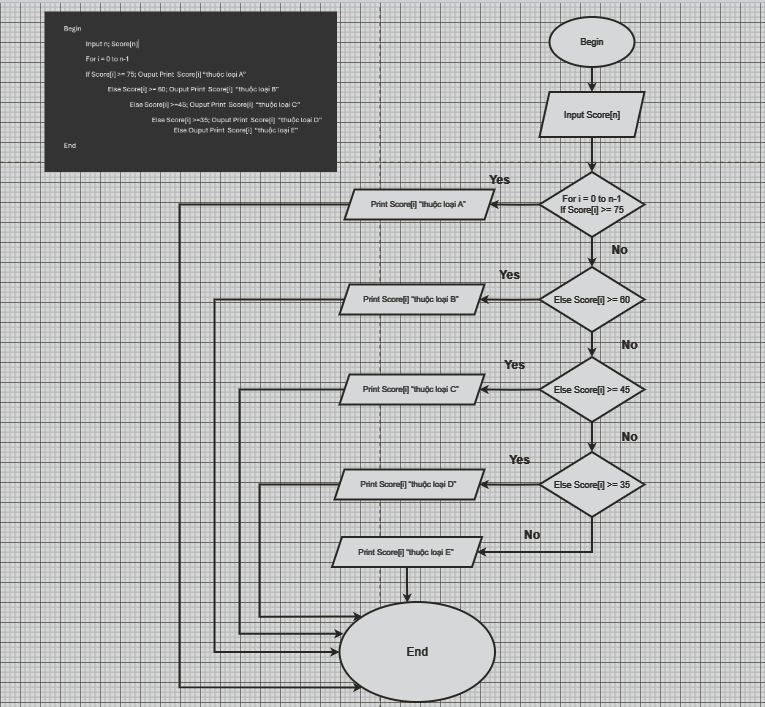 Begin
Input n; Score[n]
For i = 0 to n-1
If Score[i] >= 75; Ouput Print Score[i] "thuộc loại A"
Else Score[i] >= 60; Ouput Print Score[i] "thuộc loại B"
Else Score[i] >=45; Ouput Print Score[i] "thuộc loại C"
Else Score[i] >=35; Ouput Print Score[i] "thuộc loại D"
Else Ouput Print Score[i] "thuộc loại E"
End
Begin
Input Score[n]
For i = 0 to n-1
If Score[i] >= 75
Yes
Print Score[i] "thuộc loại A"
No
Else Score[i] >= 60
Yes
Print Score[i] "thuộc loại B"
No
Else Score[i] >= 45
Yes
Print Score[i] "thuộc loại C"
No
Else Score[i] >= 35
Yes
Print Score[i] "thuộc loại D"
No
Print Score[i] "thuộc loại E"
End